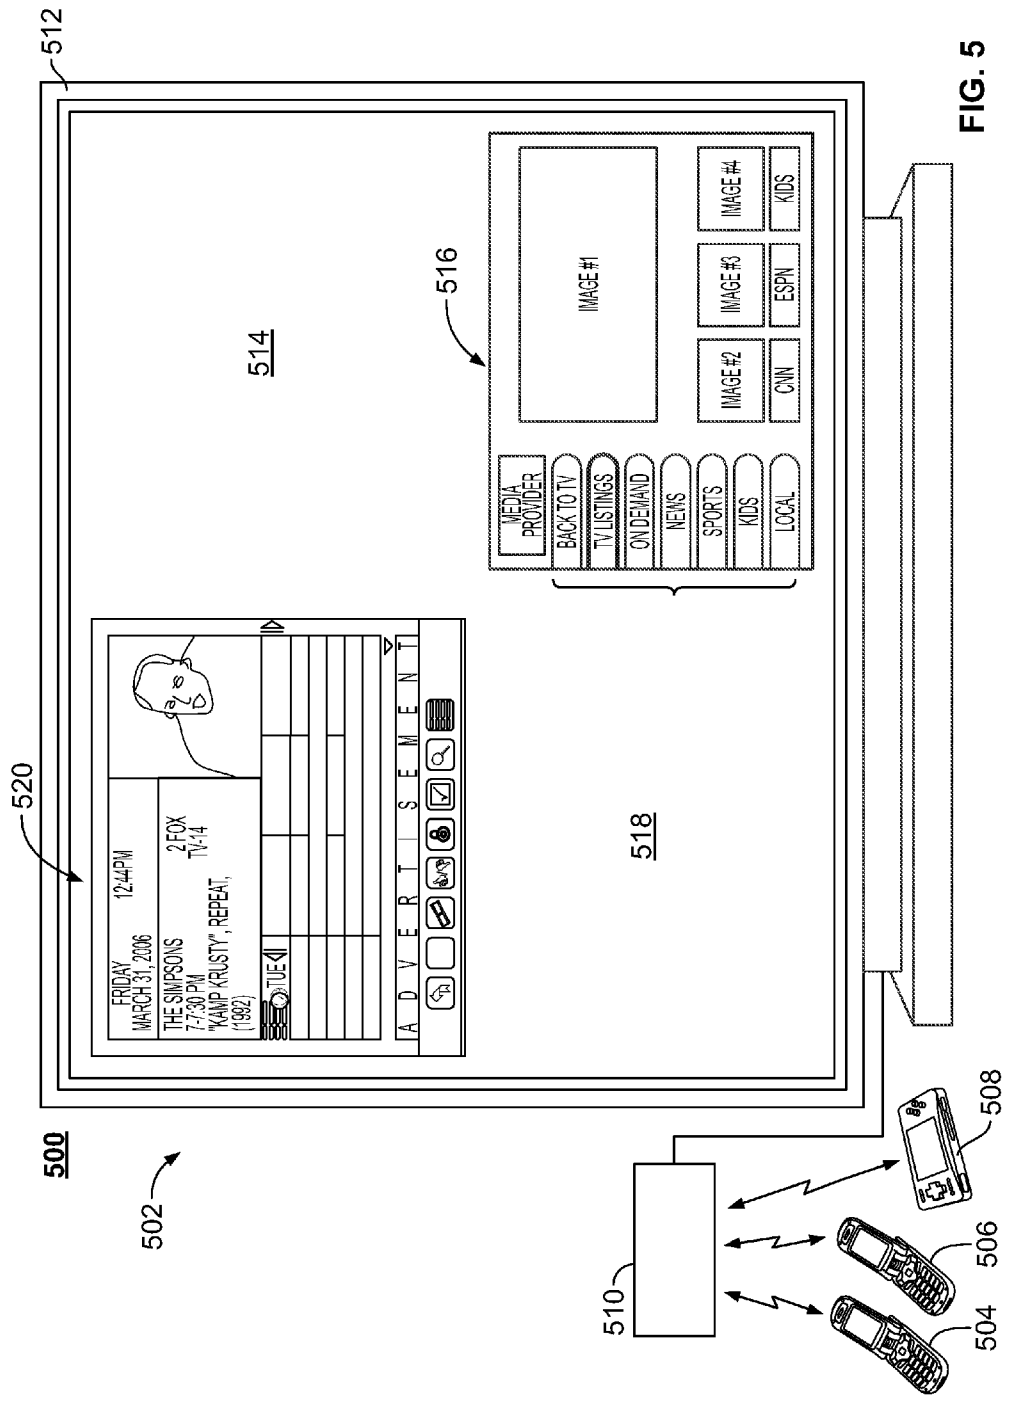 500
502
512
520
FRIDAY
MARCH 31, 2006
12:44PM
THE SIMPSONS
7-7:30 PM
2 FOX
TV-14
"KAMP KRUSTY", REPEAT,
(1992)
TUE
ADVERTISEMENT
514
516
MEDIA
PROVIDER
BACK TO TV
TV LISTINGS
ON DEMAND
NEWS
SPORTS
KIDS
LOCAL
IMAGE #1
IMAGE #2
IMAGE #3
IMAGE #4
CNN
ESPN
KIDS
518
510
504
506
508
FIG. 5